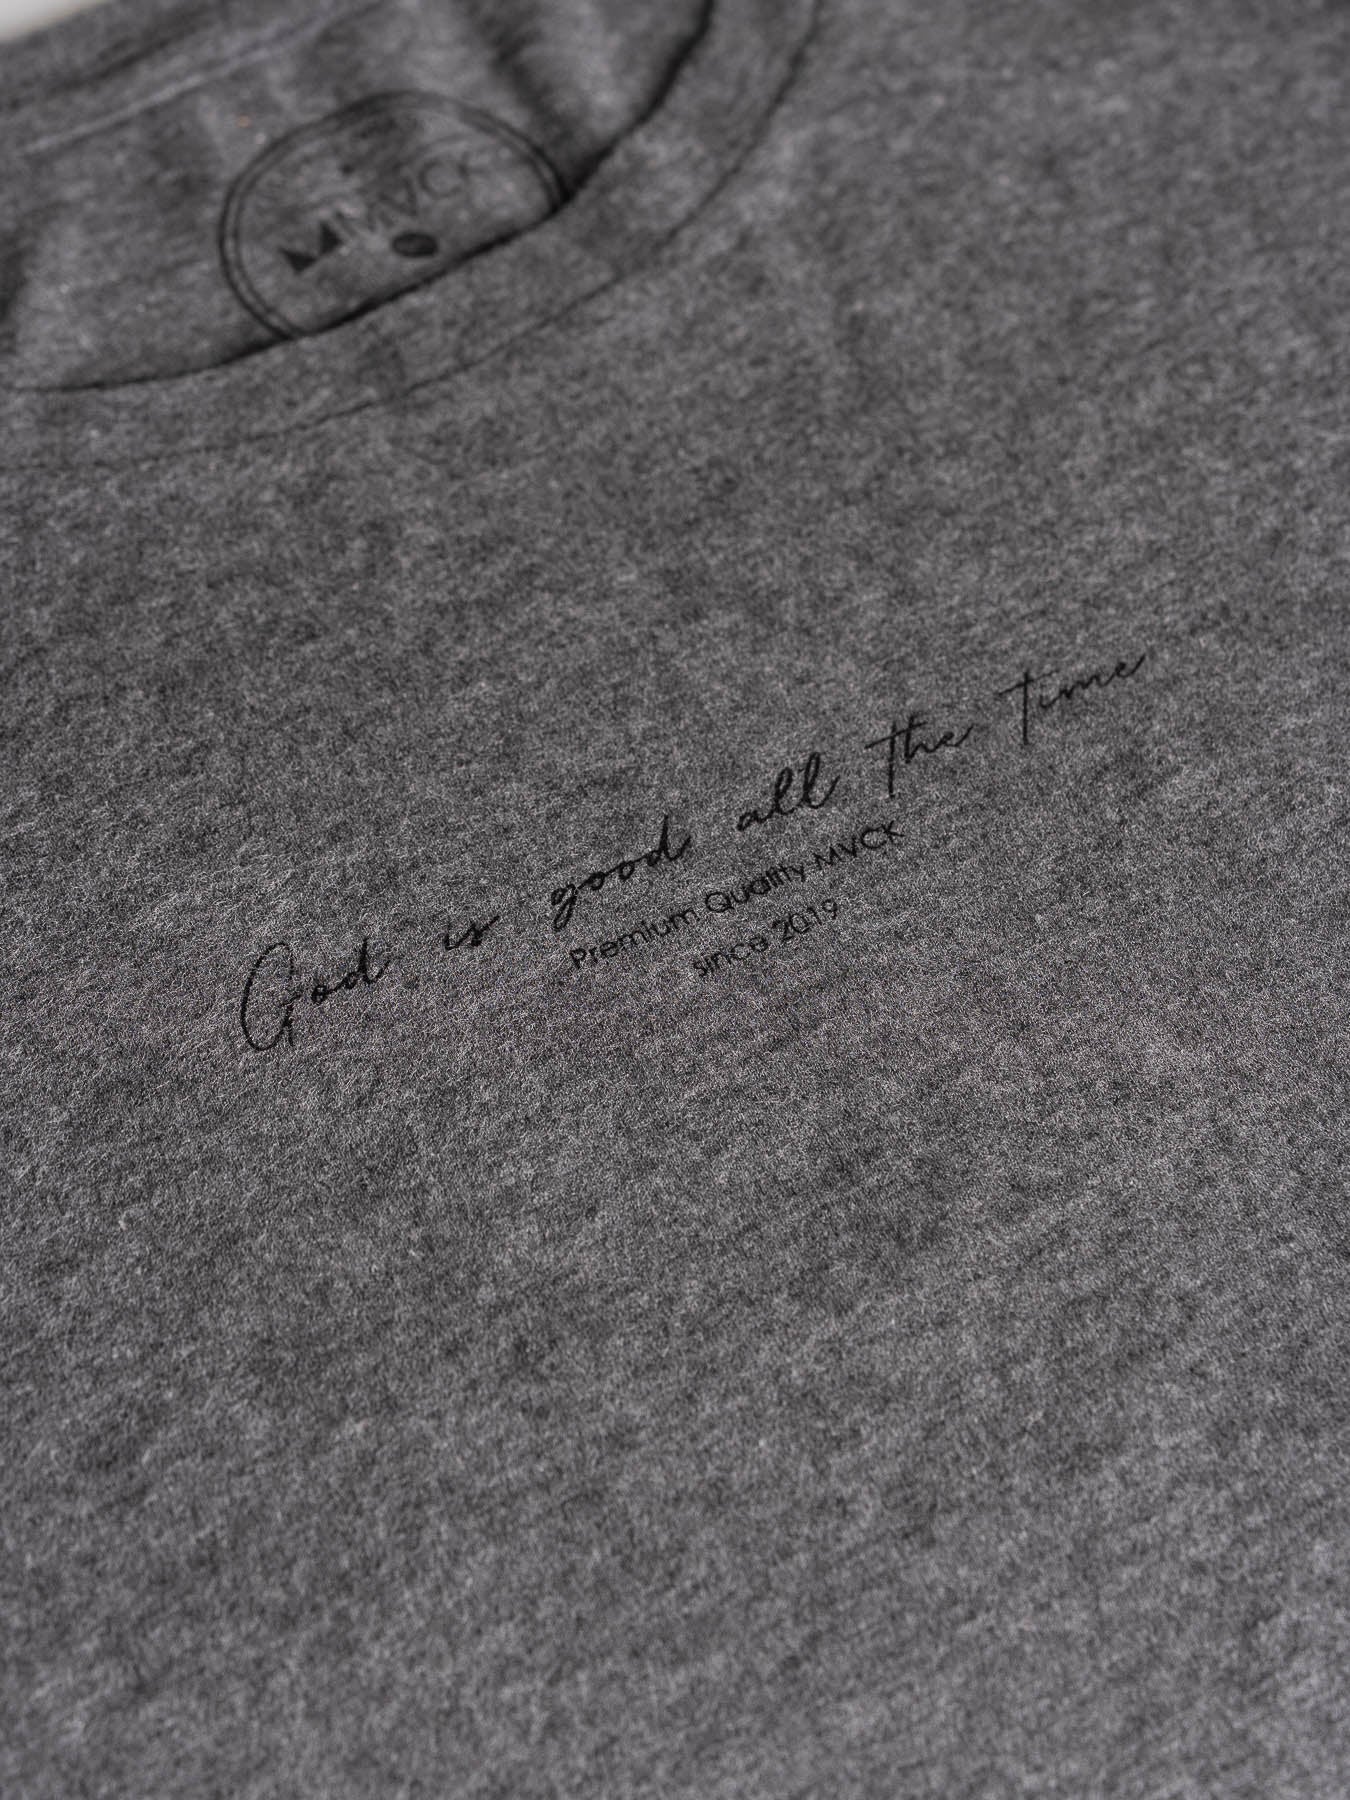 MVCK
God is good all the Time
Premium Quality MVCK
since 2019